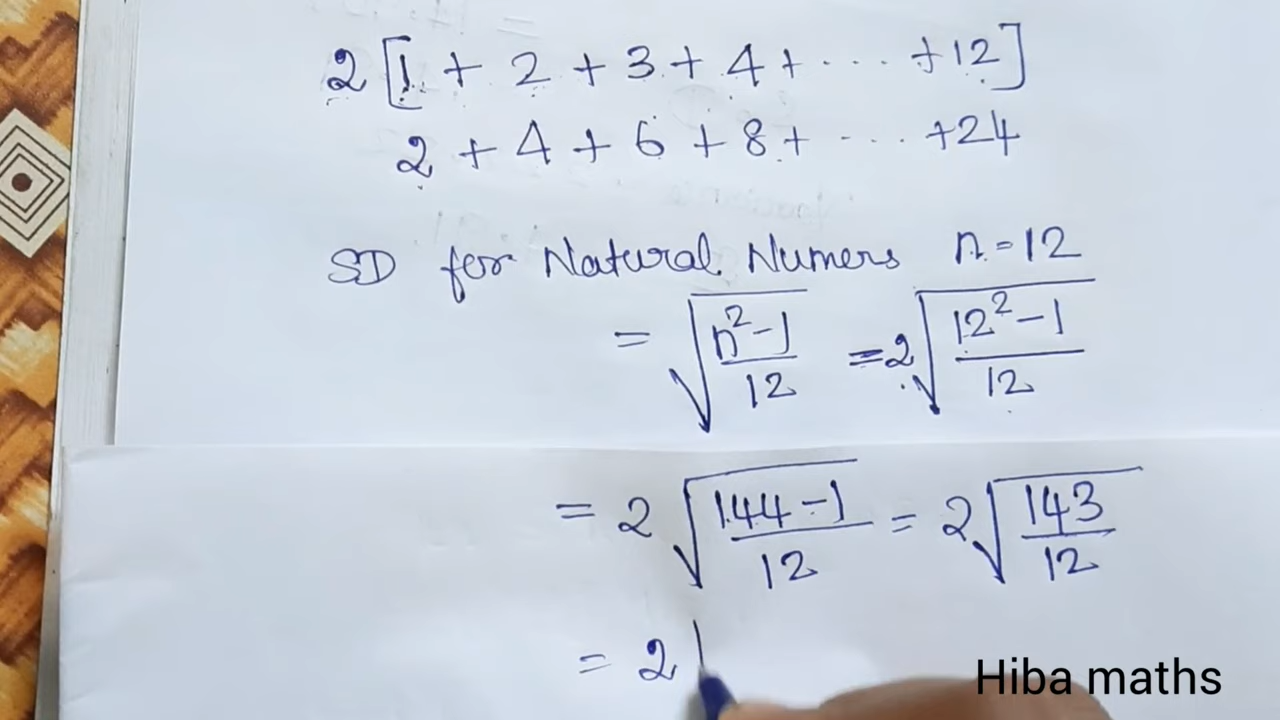 2 [1 + 2 + 3 + 4 + ... + 12]
2 + 4 + 6 + 8 + ... + 24
SD for Natural Numers n = 12
= √((n² - 1)/12) = 2√((12² - 1)/12)
= 2√((144 - 1)/12) = 2√(143/12)
= 2
Hiba maths